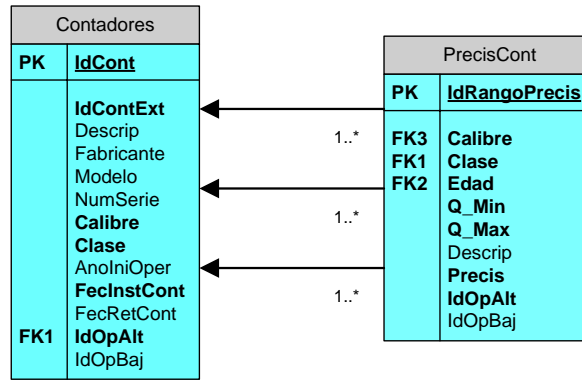 Contadores
PK IdCont
IdContExt
Descrip
Fabricante
Modelo
NumSerie
Calibre
Clase
AnoIniOper
FecInstCont
FecRetCont
FK1 IdOpAlt
IdOpBaj
1..*
1..*
1..*
PrecisCont
PK IdRangoPrecis
FK3 Calibre
FK1 Clase
FK2 Edad
Q_Min
Q_Max
Descrip
Precis
IdOpAlt
IdOpBaj